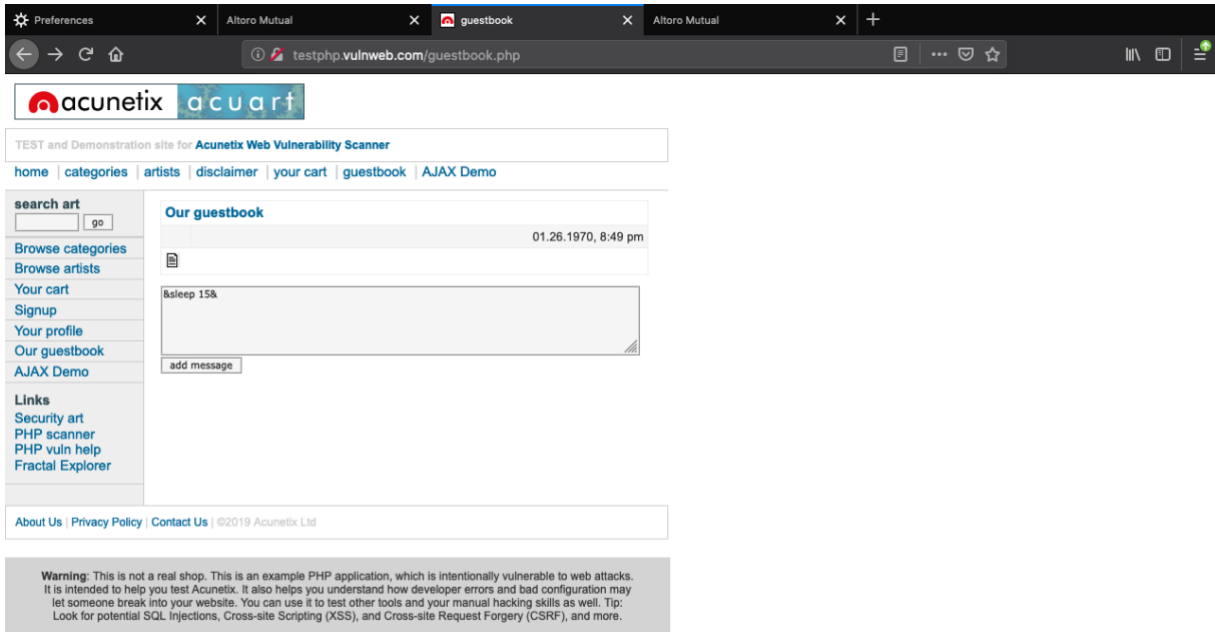 Preferences
Altoro Mutual
guestbook
Altoro Mutual
testphp.vulnweb.com/guestbook.php
acunetix acuart
TEST and Demonstration site for Acunetix Web Vulnerability Scanner
home | categories | artists | disclaimer | your cart | guestbook | AJAX Demo
search art
go
Browse categories
Browse artists
Your cart
Signup
Your profile
Our guestbook
AJAX Demo
Links
Security art
PHP scanner
PHP vuln help
Fractal Explorer
Our guestbook
01.26.1970, 8:49 pm
&sleep 15&
add message
About Us | Privacy Policy | Contact Us | ©2019 Acunetix Ltd
Warning: This is not a real shop. This is an example PHP application, which is intentionally vulnerable to web attacks.
It is intended to help you test Acunetix. It also helps you understand how developer errors and bad configuration may
let someone break into your website. You can use it to test other tools and your manual hacking skills as well. Tip:
Look for potential SQL Injections, Cross-site Scripting (XSS), and Cross-site Request Forgery (CSRF), and more.